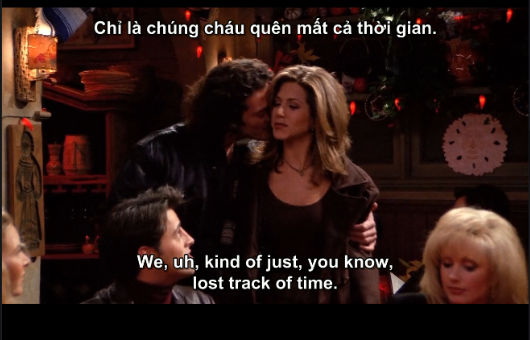 Chỉ là chúng cháu quên mất cả thời gian.
We, uh, kind of just, you know,
lost track of time.